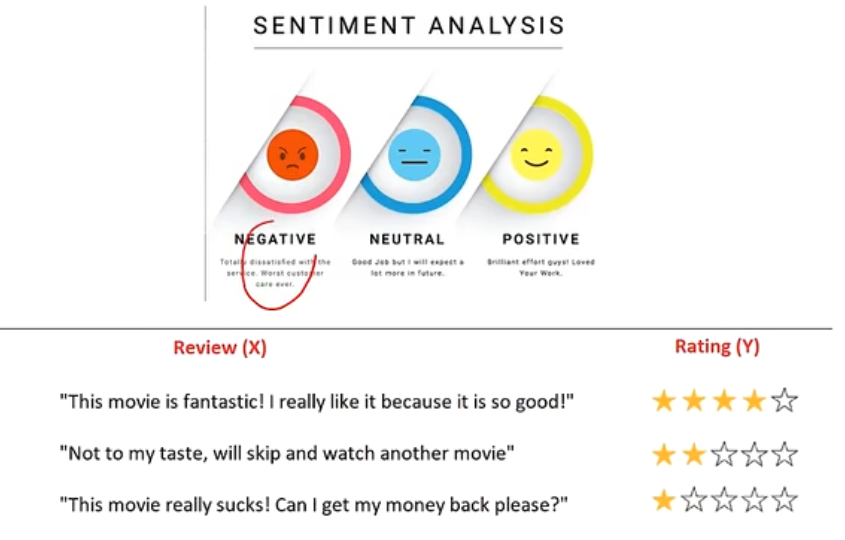 SENTIMENT ANALYSIS
NEGATIVE
Totally dissatisfied with the
service. Worst customer
care ever.
NEUTRAL
Good Job but I will expect a
lot more in future.
POSITIVE
Brilliant effort guys! Loved
Your Work.
Review (X)
Rating (Y)
"This movie is fantastic! I really like it because it is so good!"
"Not to my taste, will skip and watch another movie"
"This movie really sucks! Can I get my money back please?"